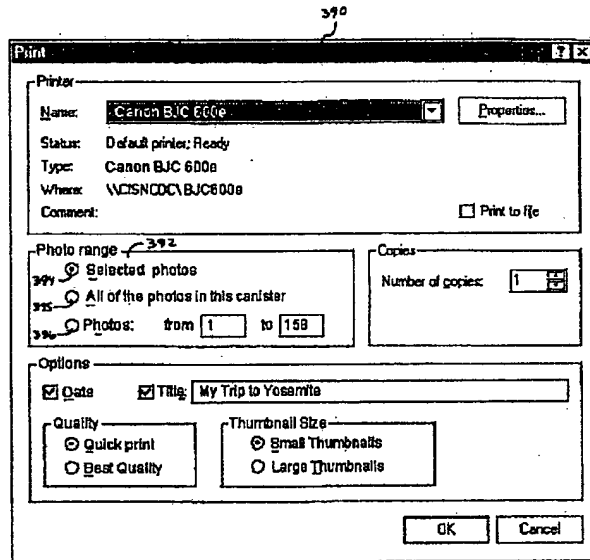 390
Print
Printer
Name: Canon BJC 600e Properties...
Status: Default printer; Ready
Type: Canon BJC 600e
Where: \\CISNCDC\BJC600e
Comment: Print to file
Photo range 392 Copies
394 Selected photos Number of copies: 1
395 All of the photos in this canister
396 Photos: from 1 to 158
Options
Date Title: My Trip to Yosemite
Quality Thumbnail Size
Quick print Small Thumbnails
Best Quality Large Thumbnails
OK Cancel